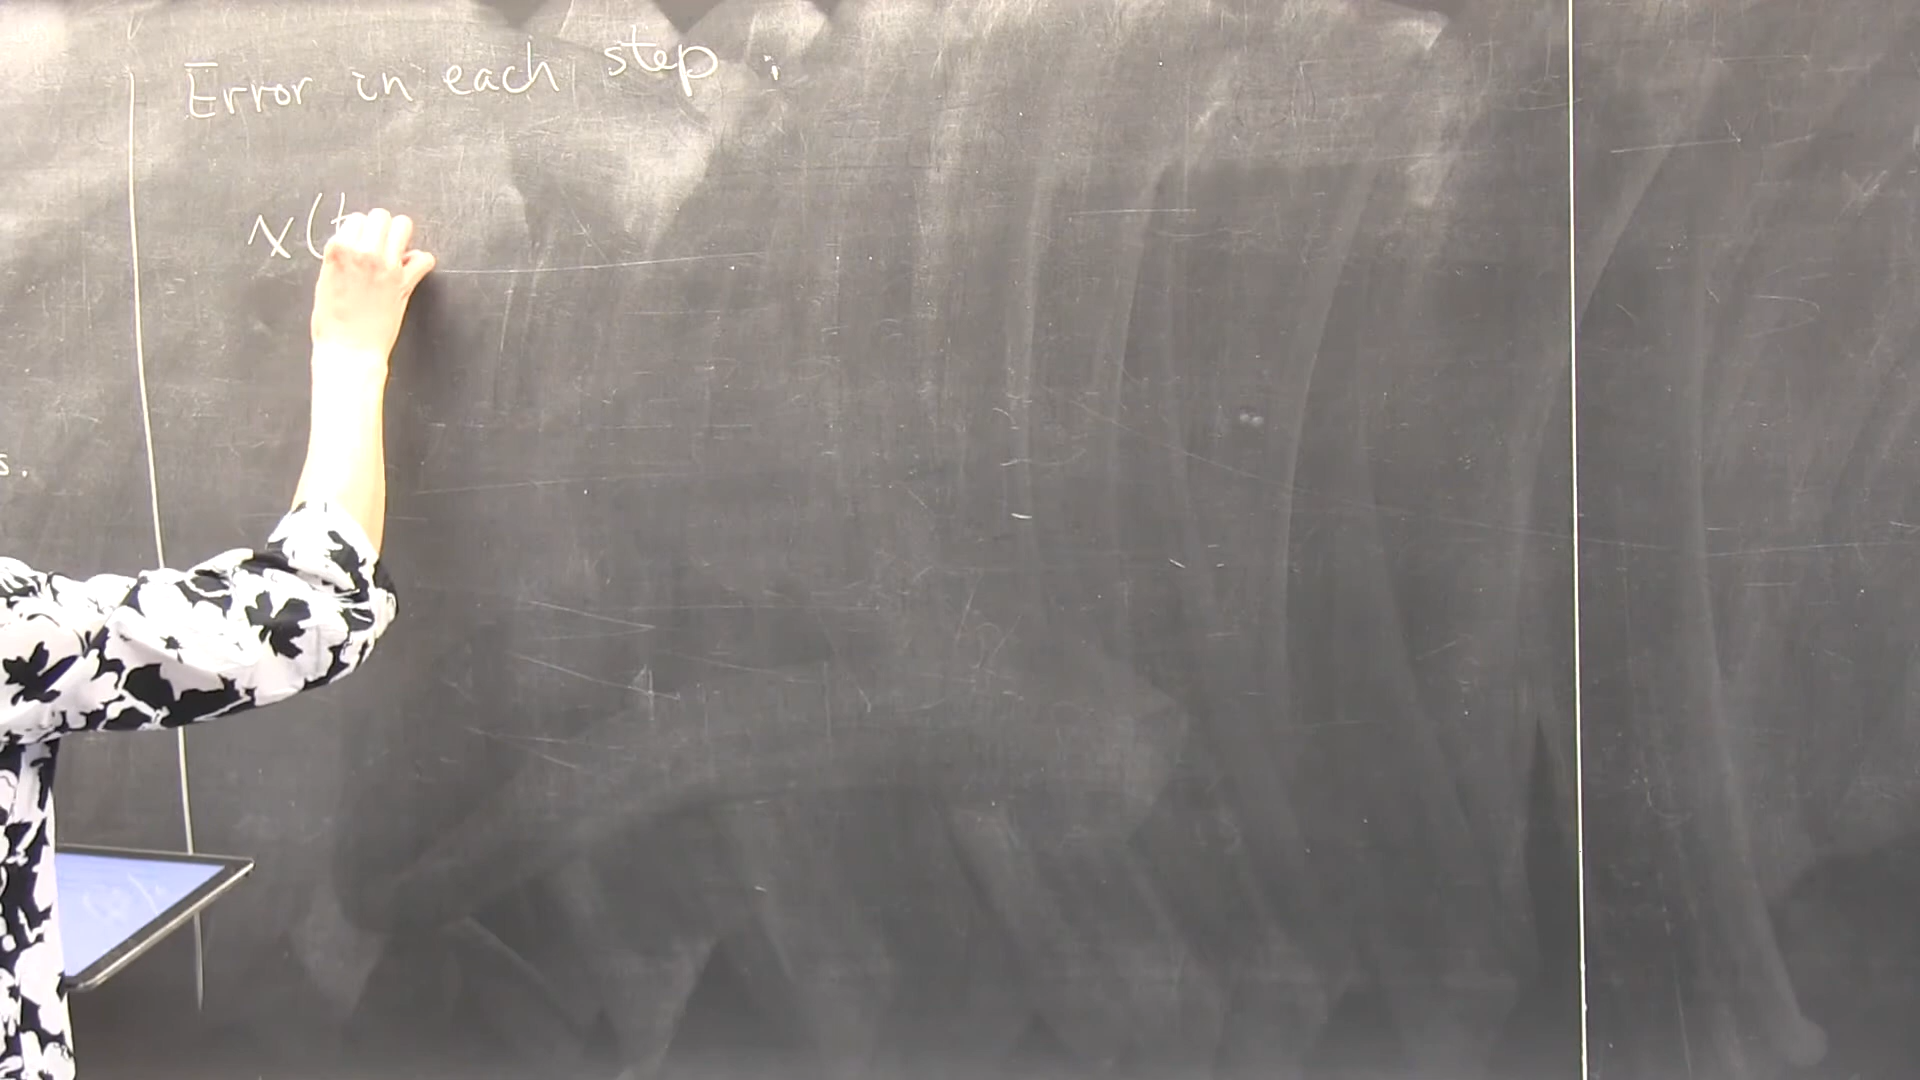 Error in each step :
x(t
s.